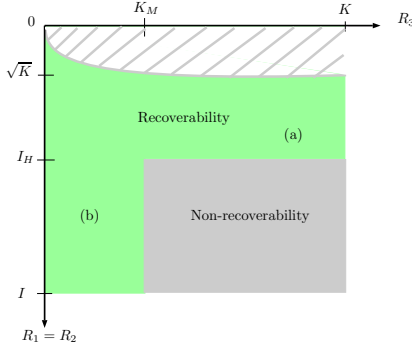 0
K_M
K
R_3
√K
Recoverability
(a)
I_H
(b)
Non-recoverability
I
R_1 = R_2